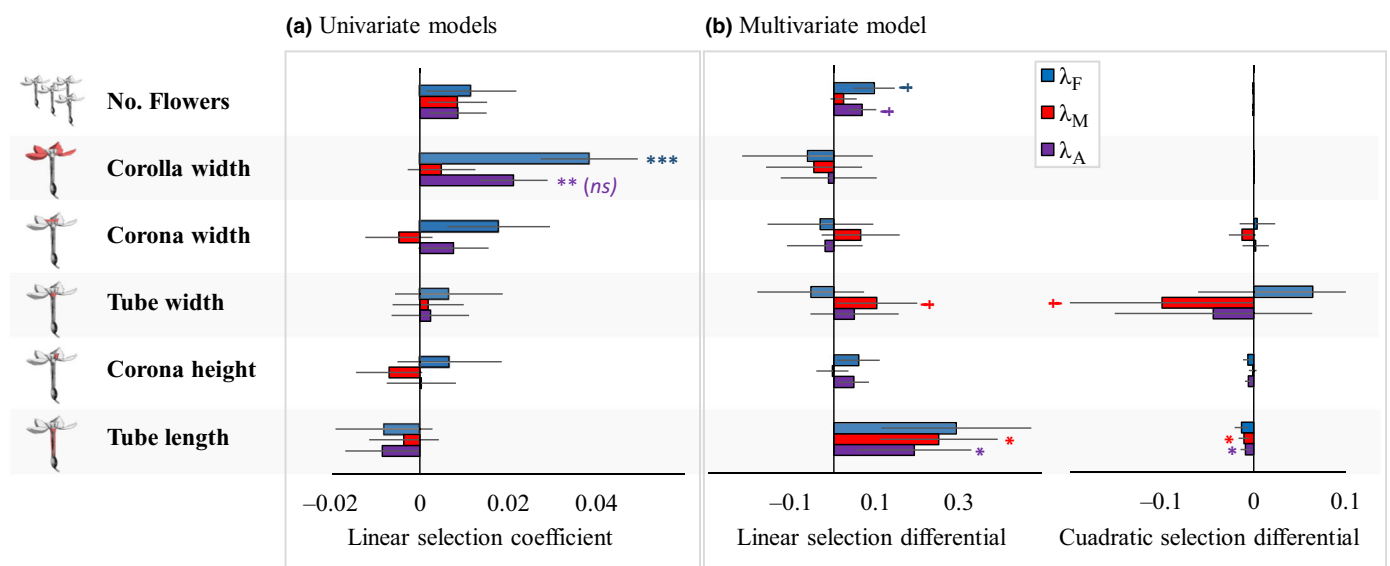 (a) Univariate models
(b) Multivariate model
λF
λM
λA
No. Flowers
Corolla width
*** 
** (ns)
Corona width
Tube width
Corona height
Tube length
* 
* 
* 
* 
−0.02 0 0.02 0.04
−0.1 0.1 0.3
−0.1 0 0.1
Linear selection coefficient
Linear selection differential
Cuadratic selection differential